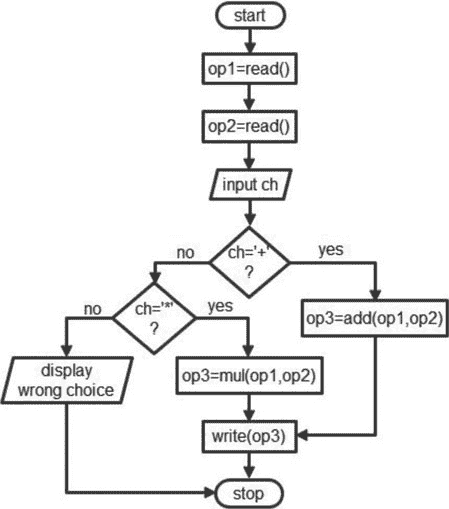 start
op1=read()
op2=read()
input ch
ch='+'
?
no
yes
ch='*'
?
no
yes
op3=add(op1,op2)
display
wrong choice
op3=mul(op1,op2)
write(op3)
stop